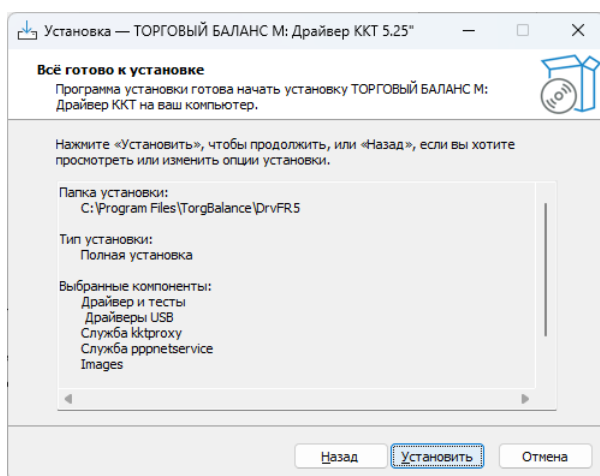 Установка — ТОРГОВЫЙ БАЛАНС М: Драйвер ККТ 5.25"
Всё готово к установке
Программа установки готова начать установку ТОРГОВЫЙ БАЛАНС М:
Драйвер ККТ на ваш компьютер.
Нажмите «Установить», чтобы продолжить, или «Назад», если вы хотите
просмотреть или изменить опции установки.
Папка установки:
C:\Program Files\TorgBalance\DrvFR5
Тип установки:
Полная установка
Выбранные компоненты:
Драйвер и тесты
Драйверы USB
Служба kktproxy
Служба pppnetservice
Images
Назад
Установить
Отмена